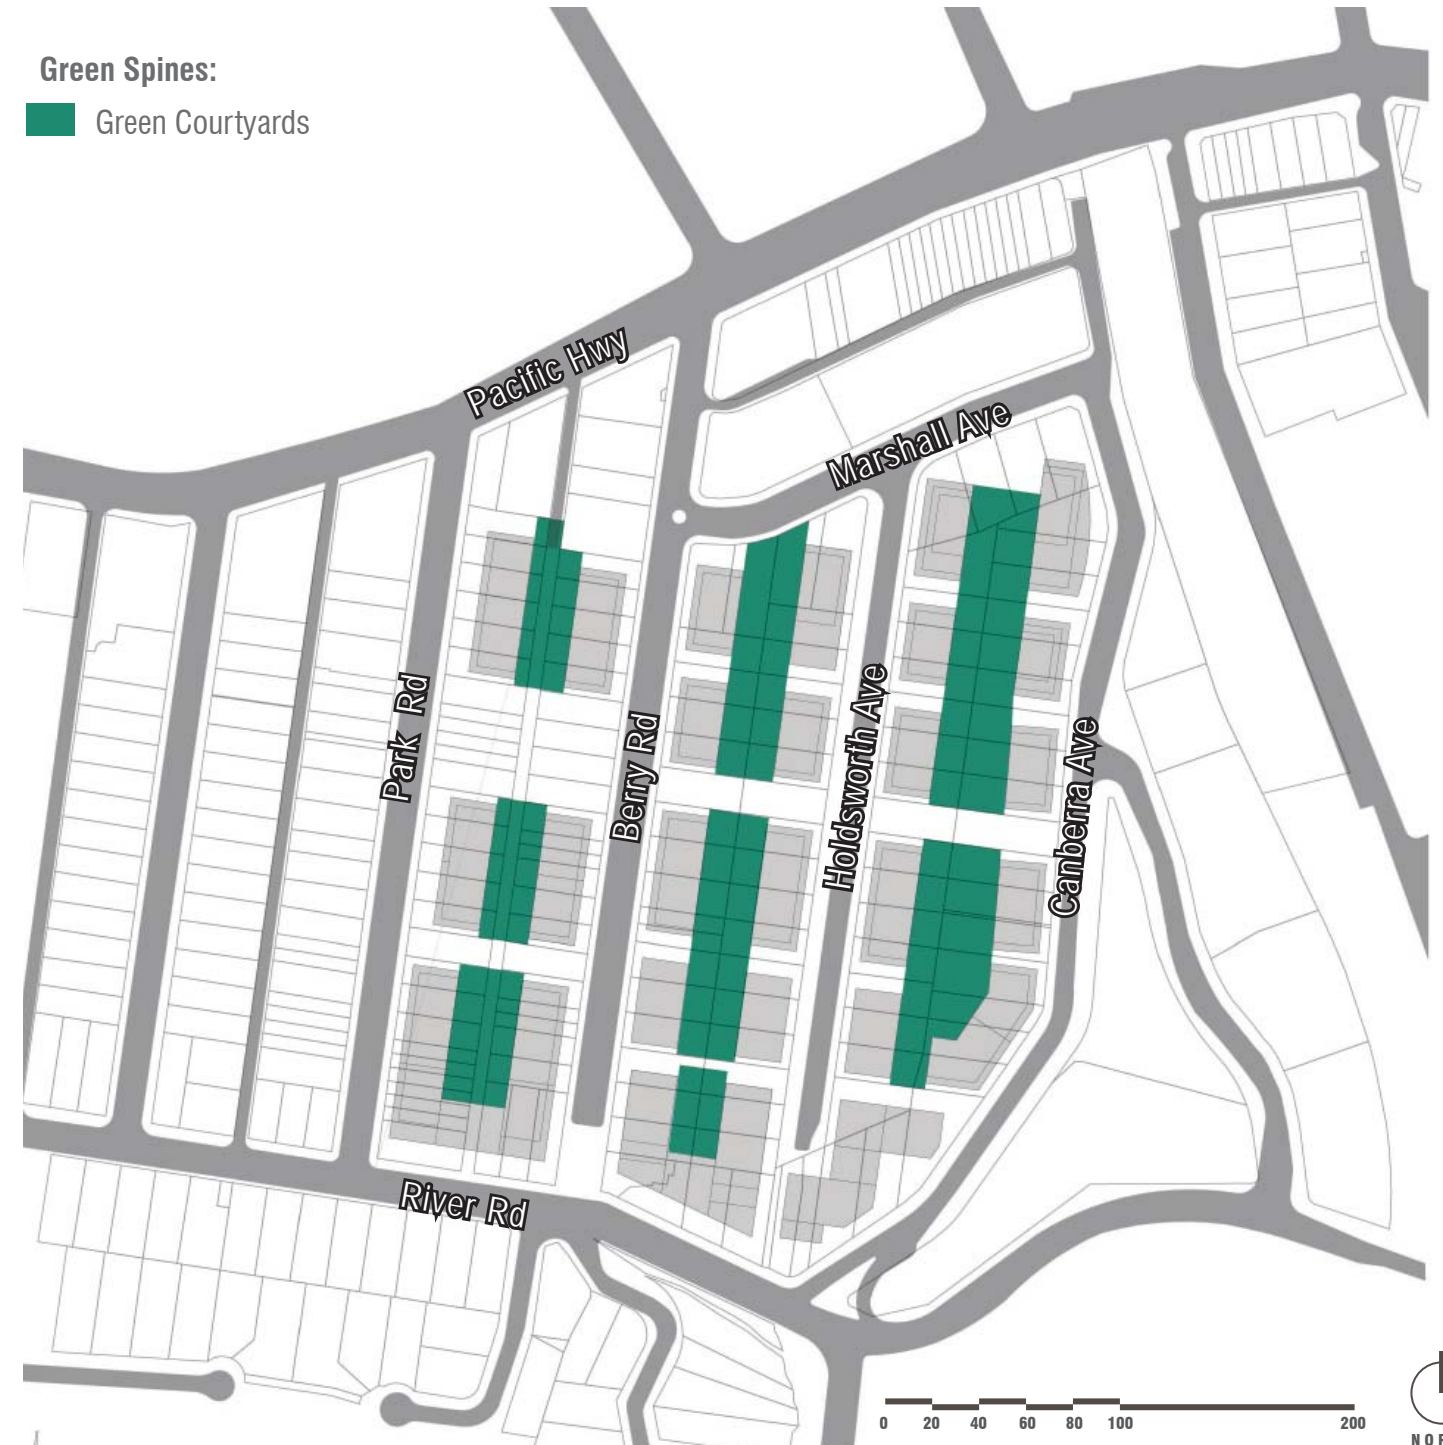 Green Spines:
Green Courtyards
Pacific Hwy
Marshall Ave
Park Rd
Berry Rd
Holdsworth Ave
Canberra Ave
River Rd
0 20 40 60 80 100 200